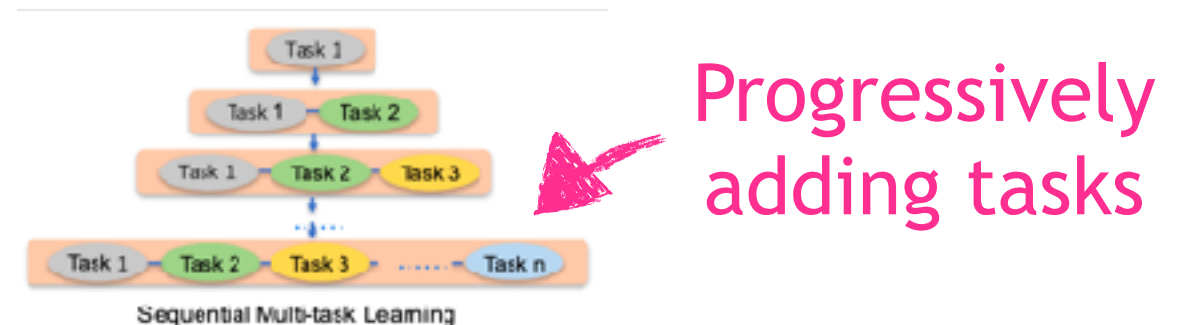 Task 1
Task 1 Task 2
Task 1 Task 2 Task 3
Task 1 Task 2 Task 3 ...... Task n
Sequential Multi-task Learning
Progressively
adding tasks